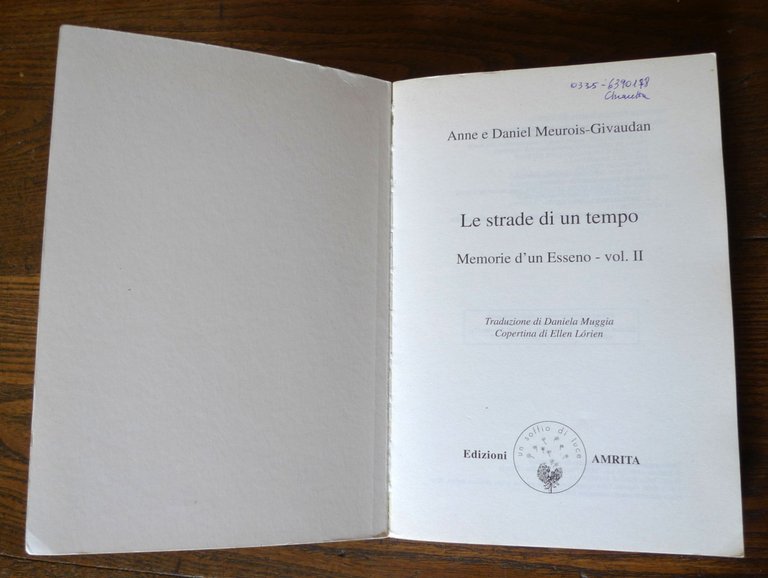 0335-6390178
Anne e Daniel Meurois-Givaudan
Le strade di un tempo
Memorie d'un Esseno - vol. II
Traduzione di Daniela Muggia
Copertina di Ellen Lórien
un soffio di luce
Edizioni AMRITA